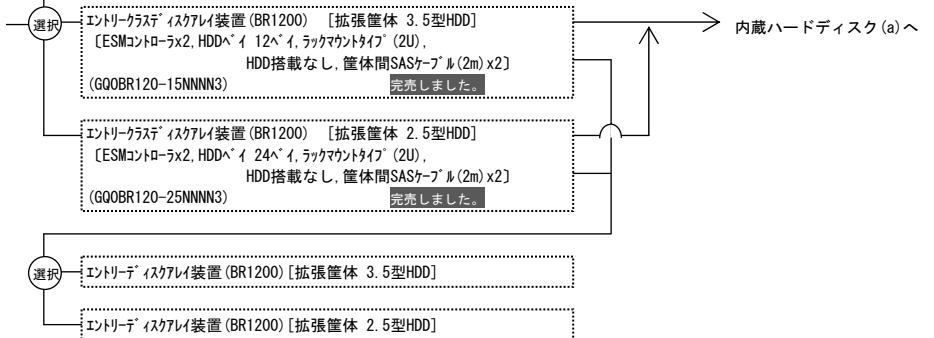 選択
エントリークラスディスクアレイ装置(BR1200) [拡張筐体 3.5型HDD]
〔ESMコントローラx2,HDDベイ 12ベイ,ラックマウントタイプ(2U),
HDD搭載なし,筐体間SASケーブル(2m)x2〕
(GQ0BR120-15NNNN3) 完売しました。
内蔵ハードディスク(a)へ
エントリークラスディスクアレイ装置(BR1200) [拡張筐体 2.5型HDD]
〔ESMコントローラx2,HDDベイ 24ベイ,ラックマウントタイプ(2U),
HDD搭載なし,筐体間SASケーブル(2m)x2〕
(GQ0BR120-25NNNN3) 完売しました。
選択
エントリーディスクアレイ装置(BR1200)[拡張筐体 3.5型HDD]
エントリーディスクアレイ装置(BR1200)[拡張筐体 2.5型HDD]